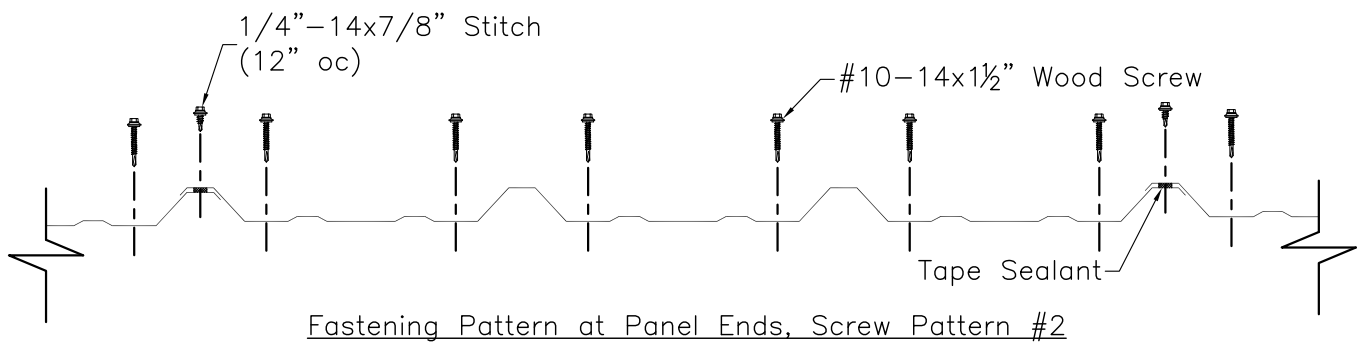 1/4"–14x7/8" Stitch
(12" oc)
#10–14x1½" Wood Screw
Tape Sealant
Fastening Pattern at Panel Ends, Screw Pattern #2